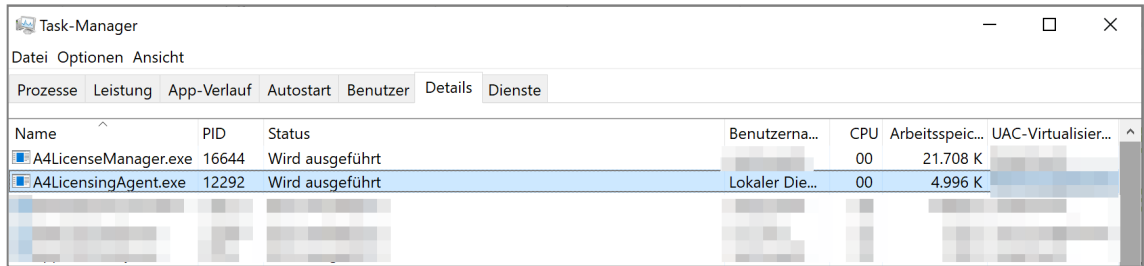 Task-Manager
Datei Optionen Ansicht
Prozesse Leistung App-Verlauf Autostart Benutzer Details Dienste
Name PID Status Benutzerna... CPU Arbeitsspeic... UAC-Virtualisier...
A4LicenseManager.exe 16644 Wird ausgeführt 00 21.708 K
A4LicensingAgent.exe 12292 Wird ausgeführt Lokaler Die... 00 4.996 K